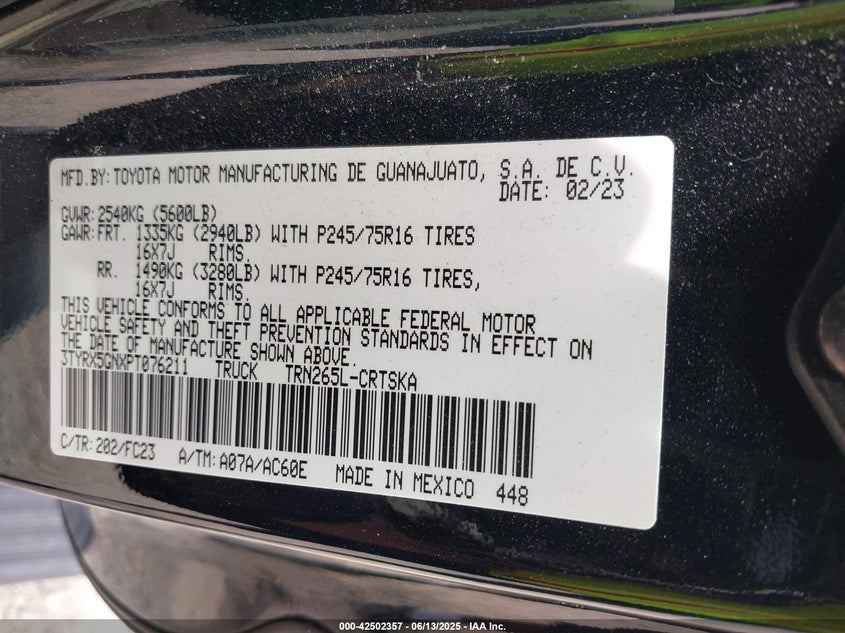 MFD.BY: TOYOTA MOTOR MANUFACTURING DE GUANAJUATO, S.A. DE C.V.
DATE: 02/23
GVWR: 2540KG (5600LB)
GAWR: FRT. 1335KG (2940LB) WITH P245/75R16 TIRES
16X7J RIMS.
RR. 1490KG (3280LB) WITH P245/75R16 TIRES,
16X7J RIMS.
THIS VEHICLE CONFORMS TO ALL APPLICABLE FEDERAL MOTOR
VEHICLE SAFETY AND THEFT PREVENTION STANDARDS IN EFFECT ON
THE DATE OF MANUFACTURE SHOWN ABOVE.
3TYRX5GNXPT076211 TRUCK TRN265L-CRTSKA
C/TR: 202/FC23 A/TM: A07A/AC60E MADE IN MEXICO 448
000-42502357 - 06/13/2025 - IAA Inc.